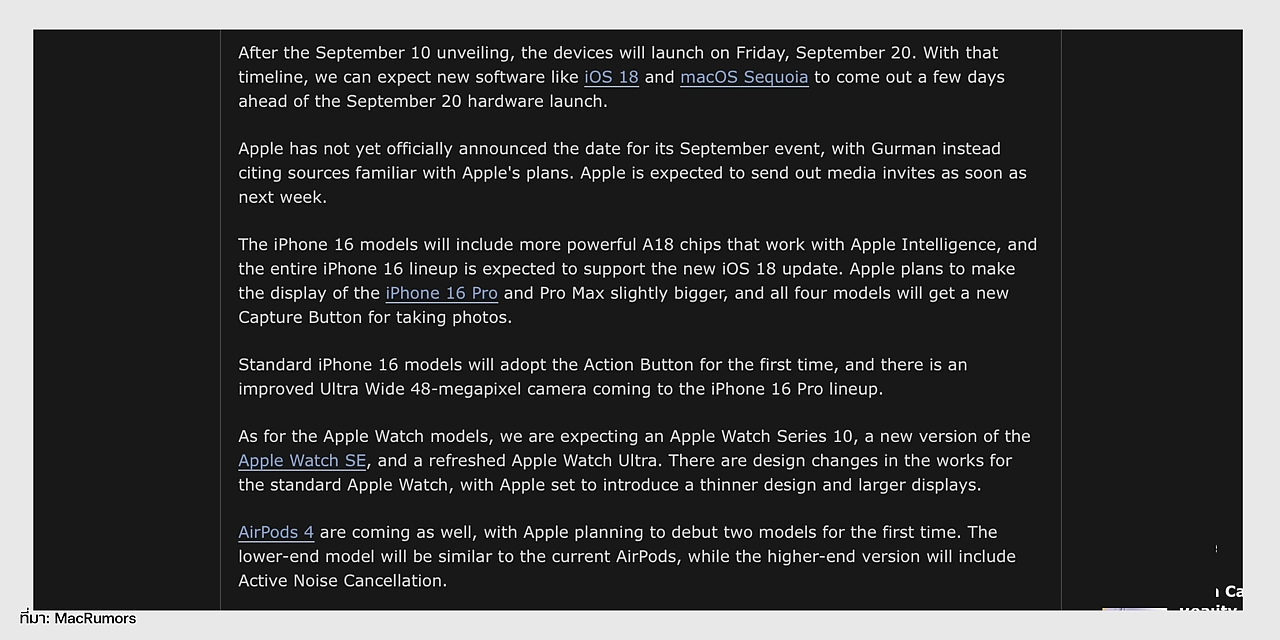 After the September 10 unveiling, the devices will launch on Friday, September 20. With that
timeline, we can expect new software like iOS 18 and macOS Sequoia to come out a few days
ahead of the September 20 hardware launch.
Apple has not yet officially announced the date for its September event, with Gurman instead
citing sources familiar with Apple's plans. Apple is expected to send out media invites as soon as
next week.
The iPhone 16 models will include more powerful A18 chips that work with Apple Intelligence, and
the entire iPhone 16 lineup is expected to support the new iOS 18 update. Apple plans to make
the display of the iPhone 16 Pro and Pro Max slightly bigger, and all four models will get a new
Capture Button for taking photos.
Standard iPhone 16 models will adopt the Action Button for the first time, and there is an
improved Ultra Wide 48-megapixel camera coming to the iPhone 16 Pro lineup.
As for the Apple Watch models, we are expecting an Apple Watch Series 10, a new version of the
Apple Watch SE, and a refreshed Apple Watch Ultra. There are design changes in the works for
the standard Apple Watch, with Apple set to introduce a thinner design and larger displays.
AirPods 4 are coming as well, with Apple planning to debut two models for the first time. The
lower-end model will be similar to the current AirPods, while the higher-end version will include
Active Noise Cancellation.
ที่มา: MacRumors